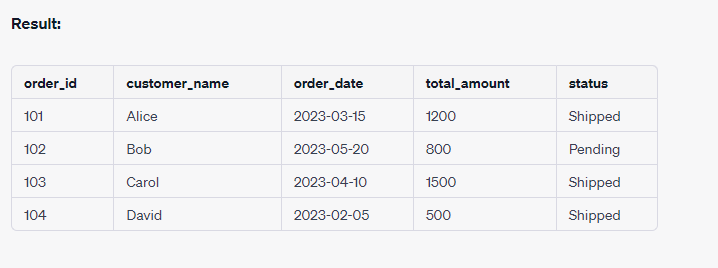 Result:
order_id customer_name order_date total_amount status
101 Alice 2023-03-15 1200 Shipped
102 Bob 2023-05-20 800 Pending
103 Carol 2023-04-10 1500 Shipped
104 David 2023-02-05 500 Shipped